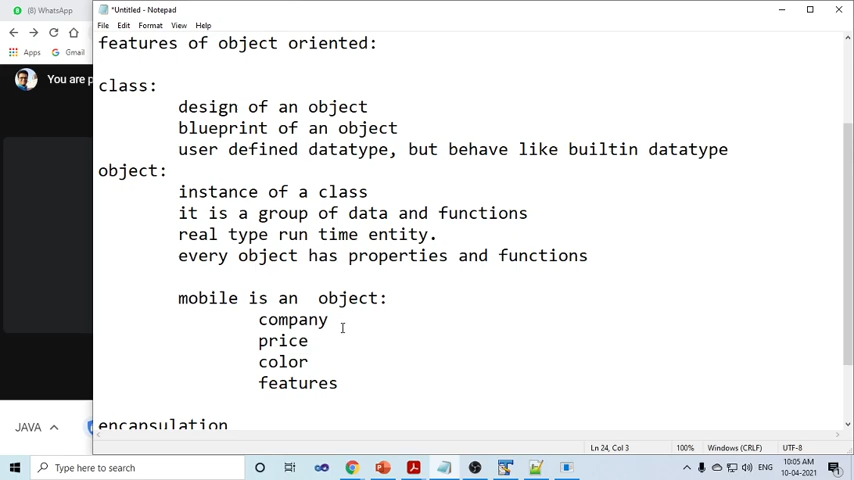 (8) WhatsApp
*Untitled - Notepad
File Edit Format View Help
Apps Gmail
You are p
features of object oriented:
class:
design of an object
blueprint of an object
user defined datatype, but behave like builtin datatype
object:
instance of a class
it is a group of data and functions
real type run time entity.
every object has properties and functions
mobile is an  object:
company
price
color
features
encapsulation
JAVA
Ln 24, Col 3 100% Windows (CRLF) UTF-8
Type here to search
ENG
10:05 AM
10-04-2021